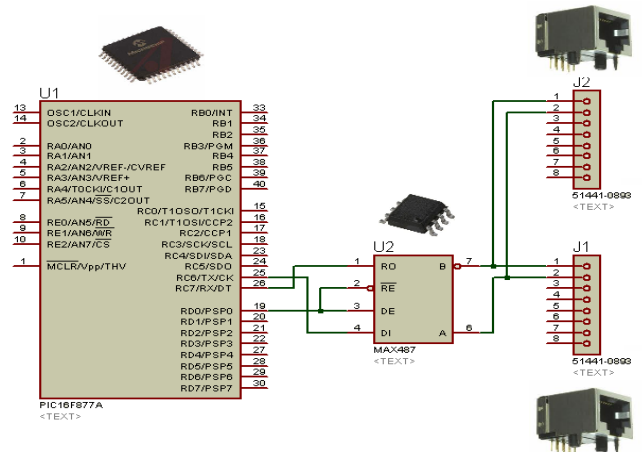 U1
13 OSC1/CLKIN RB0/INT 33
14 OSC2/CLKOUT RB1 34
RB2 35
2 RA0/AN0 RB3/PGM 36
3 RA1/AN1 RB4 37
4 RA2/AN2/VREF-/CVREF RB5 38
5 RA3/AN3/VREF+ RB6/PGC 39
6 RA4/T0CKI/C1OUT RB7/PGD 40
7 RA5/AN4/SS/C2OUT
RC0/T1OSO/T1CKI 15
8 RE0/AN5/RD RC1/T1OSI/CCP2 16
9 RE1/AN6/WR RC2/CCP1 17
10 RE2/AN7/CS RC3/SCK/SCL 18
RC4/SDI/SDA 23
1 MCLR/Vpp/THV RC5/SDO 24
RC6/TX/CK 25
RC7/RX/DT 26
RD0/PSP0 19
RD1/PSP1 20
RD2/PSP2 21
RD3/PSP3 22
RD4/PSP4 27
RD5/PSP5 28
RD6/PSP6 29
RD7/PSP7 30
PIC16F877A
<TEXT>
U2
1 RO B 7
2 RE
3 DE
4 DI A 6
MAX487
<TEXT>
J2
1
2
3
4
5
6
7
8
51441-0893
<TEXT>
J1
1
2
3
4
5
6
7
8
51441-0893
<TEXT>